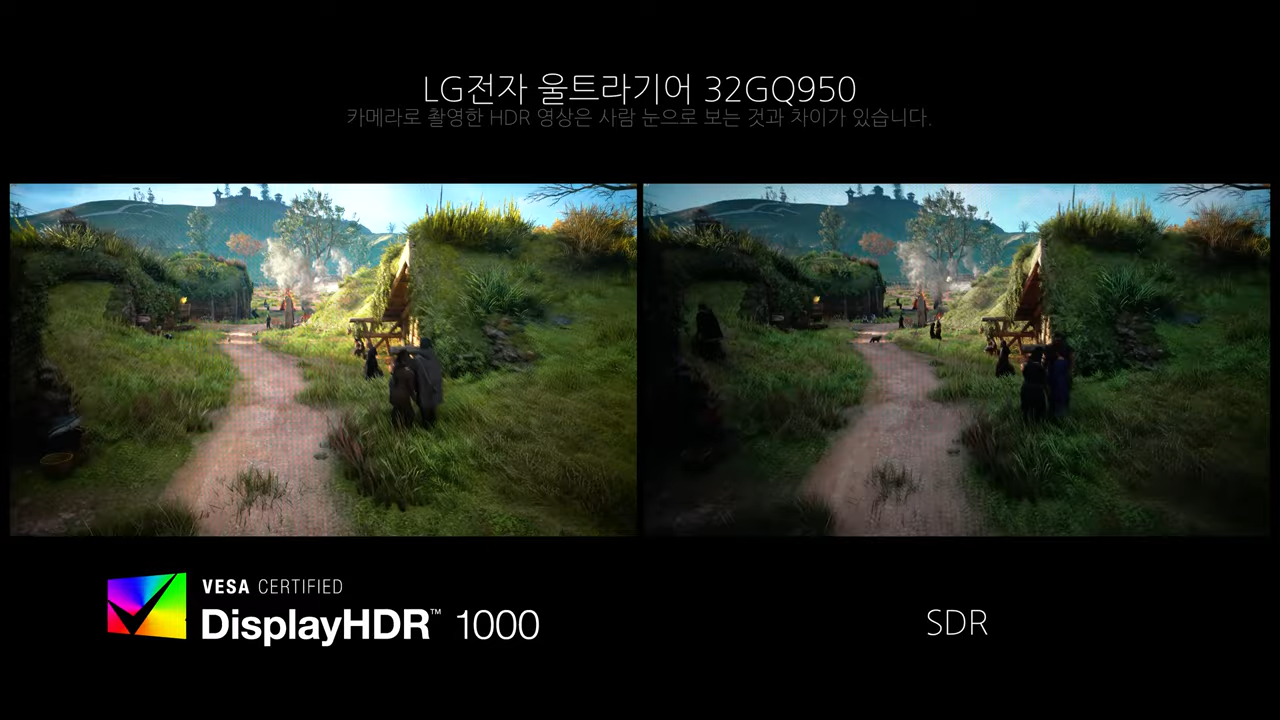 LG전자 울트라기어 32GQ950
카메라로 촬영한 HDR 영상은 사람 눈으로 보는 것과 차이가 있습니다.
VESA CERTIFIED
DisplayHDR™ 1000
SDR